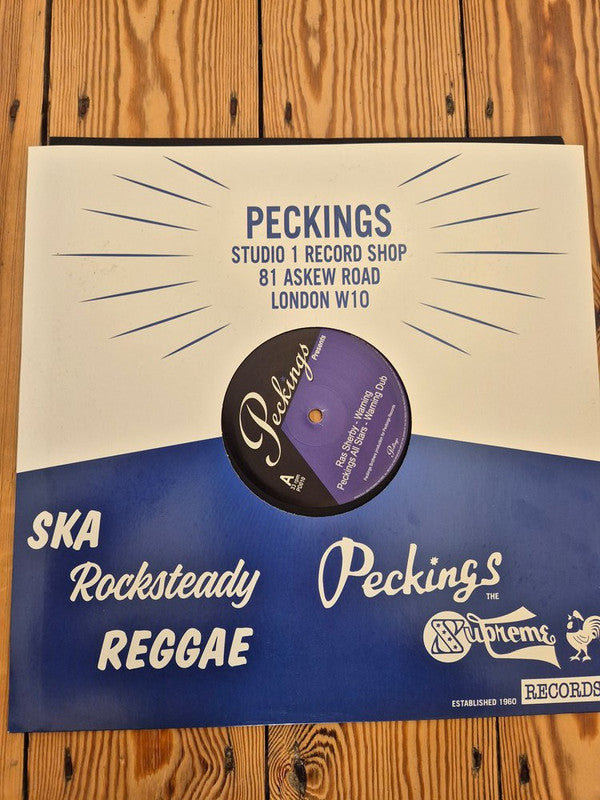 PECKINGS
STUDIO 1 RECORD SHOP
81 ASKEW ROAD
LONDON W10
Peckings
Presents
Ras Sherby - Warning
Peckings All Stars - Warning Dub
A
SKA
Rocksteady
REGGAE
Peckings
THE
Supreme
ESTABLISHED 1960
RECORDS